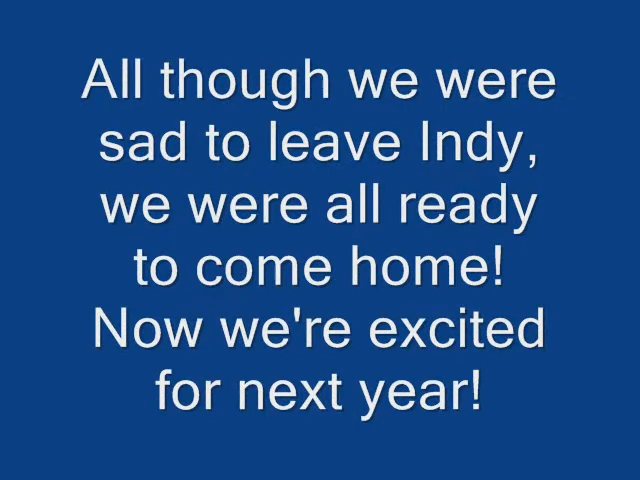 All though we were
sad to leave Indy,
we were all ready
to come home!
Now we're excited
for next year!